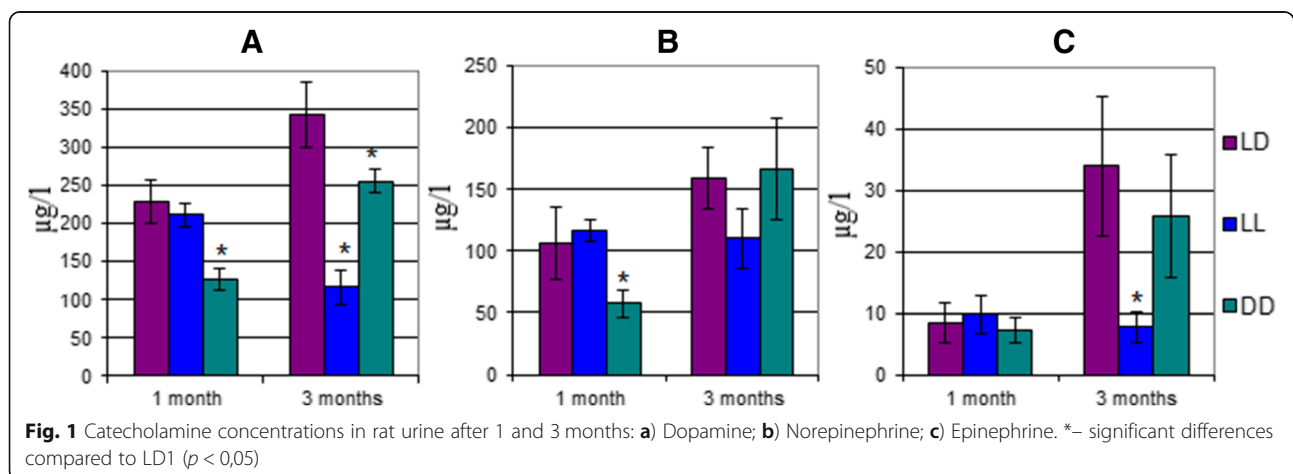 A
B
C
400
350
300
250
200
150
100
50
0
µg/l
*
*
*
1 month
3 months
250
200
150
100
50
0
µg/l
*
1 month
3 months
50
40
30
20
10
0
µg/l
*
1 month
3 months
LD
LL
DD
Fig. 1 Catecholamine concentrations in rat urine after 1 and 3 months: a) Dopamine; b) Norepinephrine; c) Epinephrine. *– significant differences
compared to LD1 (p < 0,05)